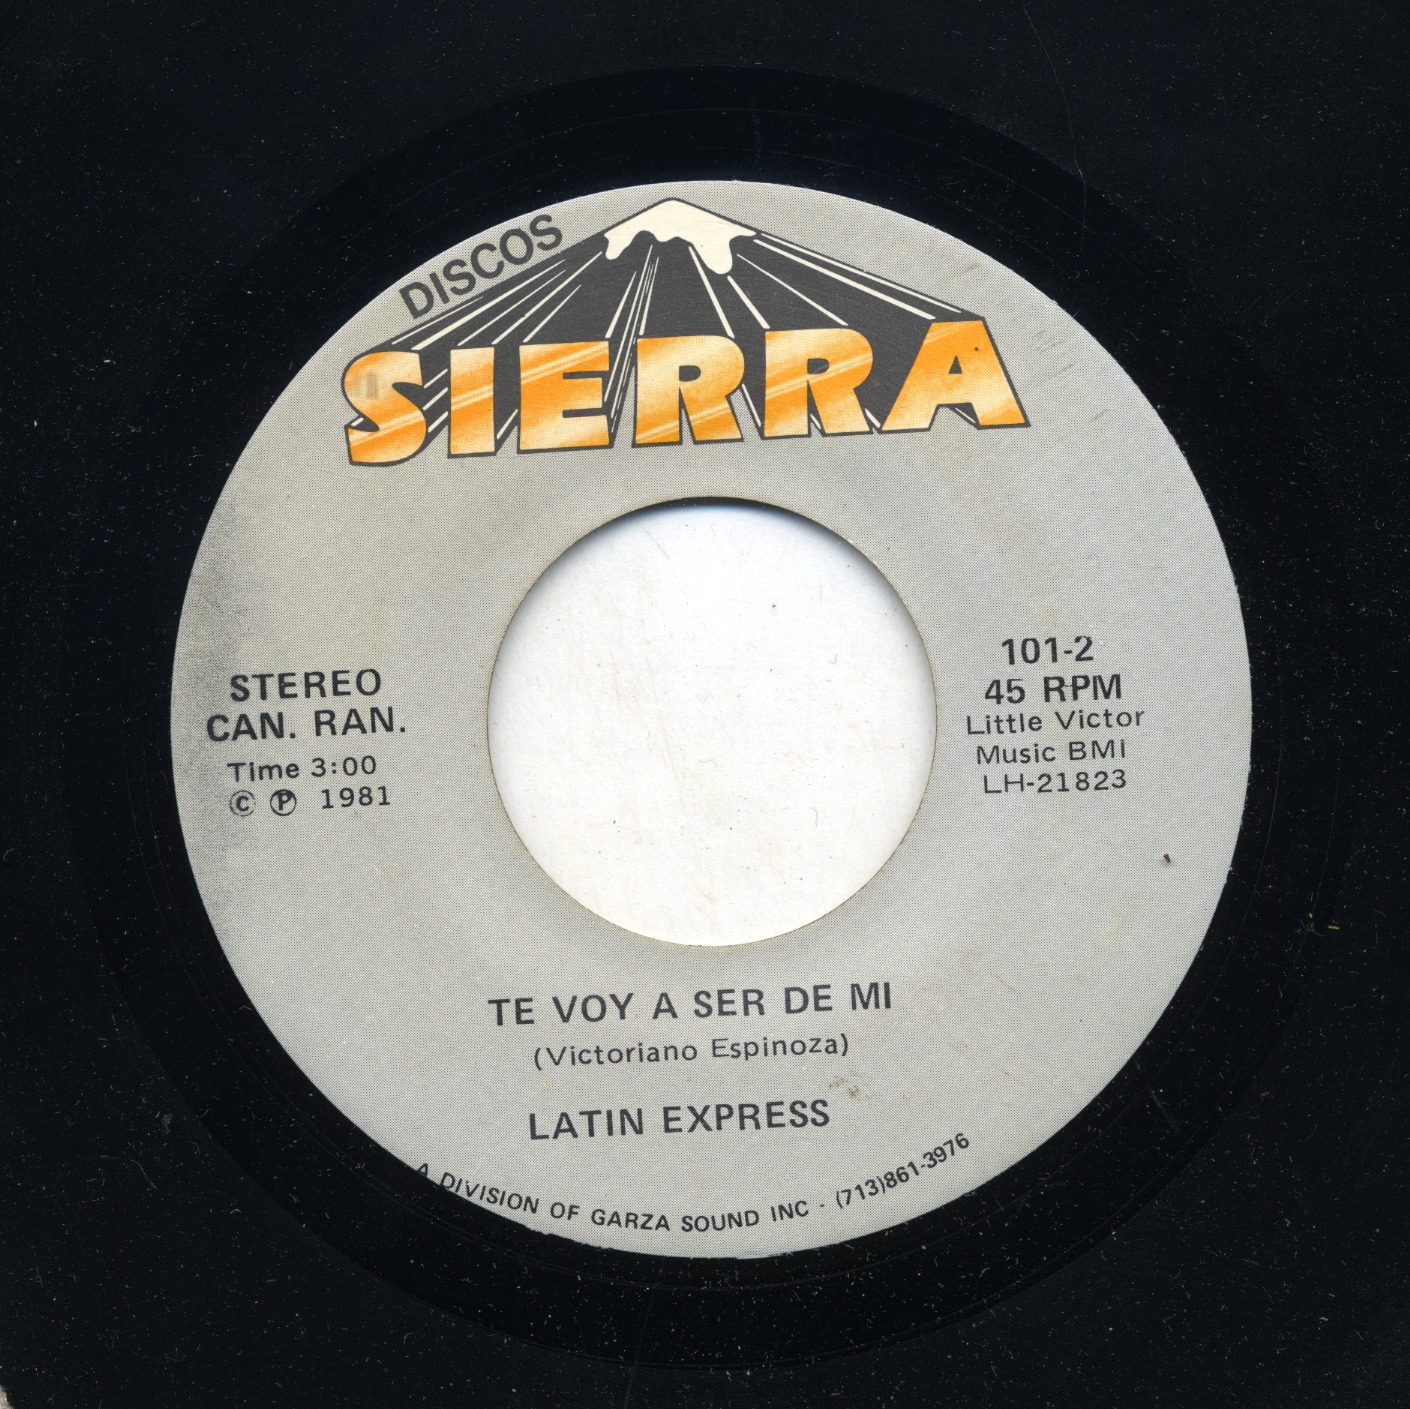 DISCOS
SIERRA
STEREO
CAN. RAN.
Time 3:00
© ℗ 1981
101-2
45 RPM
Little Victor
Music BMI
LH-21823
TE VOY A SER DE MI
(Victoriano Espinoza)
LATIN EXPRESS
A DIVISION OF GARZA SOUND INC - (713)861-3976